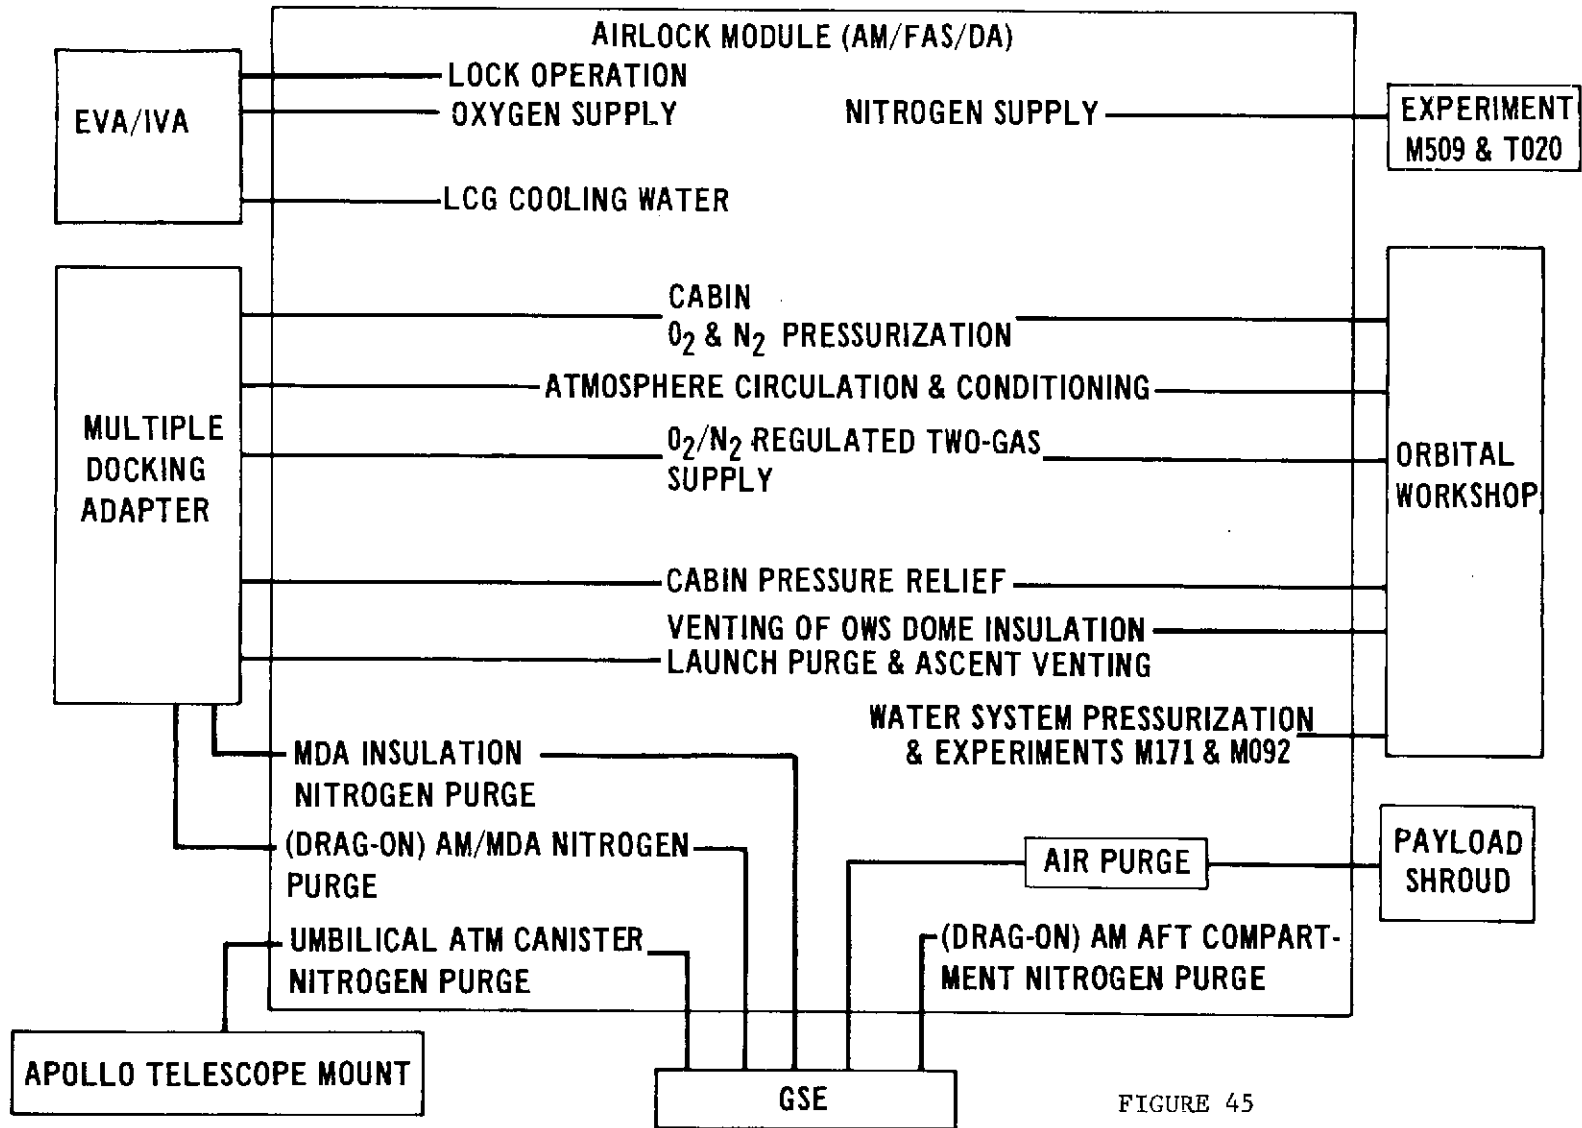 AIRLOCK MODULE (AM/FAS/DA)
EVA/IVA
LOCK OPERATION
OXYGEN SUPPLY
LCG COOLING WATER
NITROGEN SUPPLY
EXPERIMENT
M509 & T020
MULTIPLE
DOCKING
ADAPTER
CABIN
O2 & N2 PRESSURIZATION
ATMOSPHERE CIRCULATION & CONDITIONING
O2/N2 REGULATED TWO-GAS
SUPPLY
CABIN PRESSURE RELIEF
VENTING OF OWS DOME INSULATION
LAUNCH PURGE & ASCENT VENTING
WATER SYSTEM PRESSURIZATION
& EXPERIMENTS M171 & M092
ORBITAL
WORKSHOP
MDA INSULATION
NITROGEN PURGE
(DRAG-ON) AM/MDA NITROGEN
PURGE
UMBILICAL ATM CANISTER
NITROGEN PURGE
AIR PURGE
PAYLOAD
SHROUD
(DRAG-ON) AM AFT COMPART-
MENT NITROGEN PURGE
APOLLO TELESCOPE MOUNT
GSE
FIGURE 45